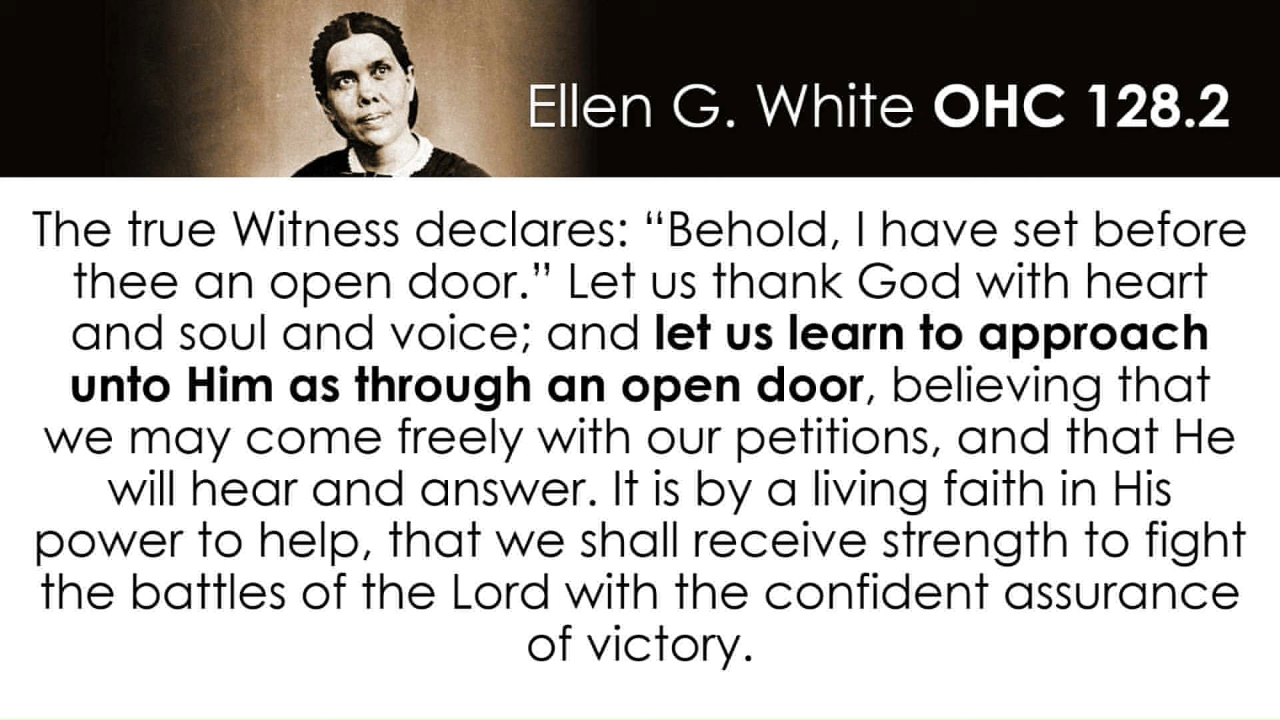 Ellen G. White OHC 128.2
The true Witness declares: “Behold, I have set before
thee an open door.” Let us thank God with heart
and soul and voice; and let us learn to approach
unto Him as through an open door, believing that
we may come freely with our petitions, and that He
will hear and answer. It is by a living faith in His
power to help, that we shall receive strength to fight
the battles of the Lord with the confident assurance
of victory.